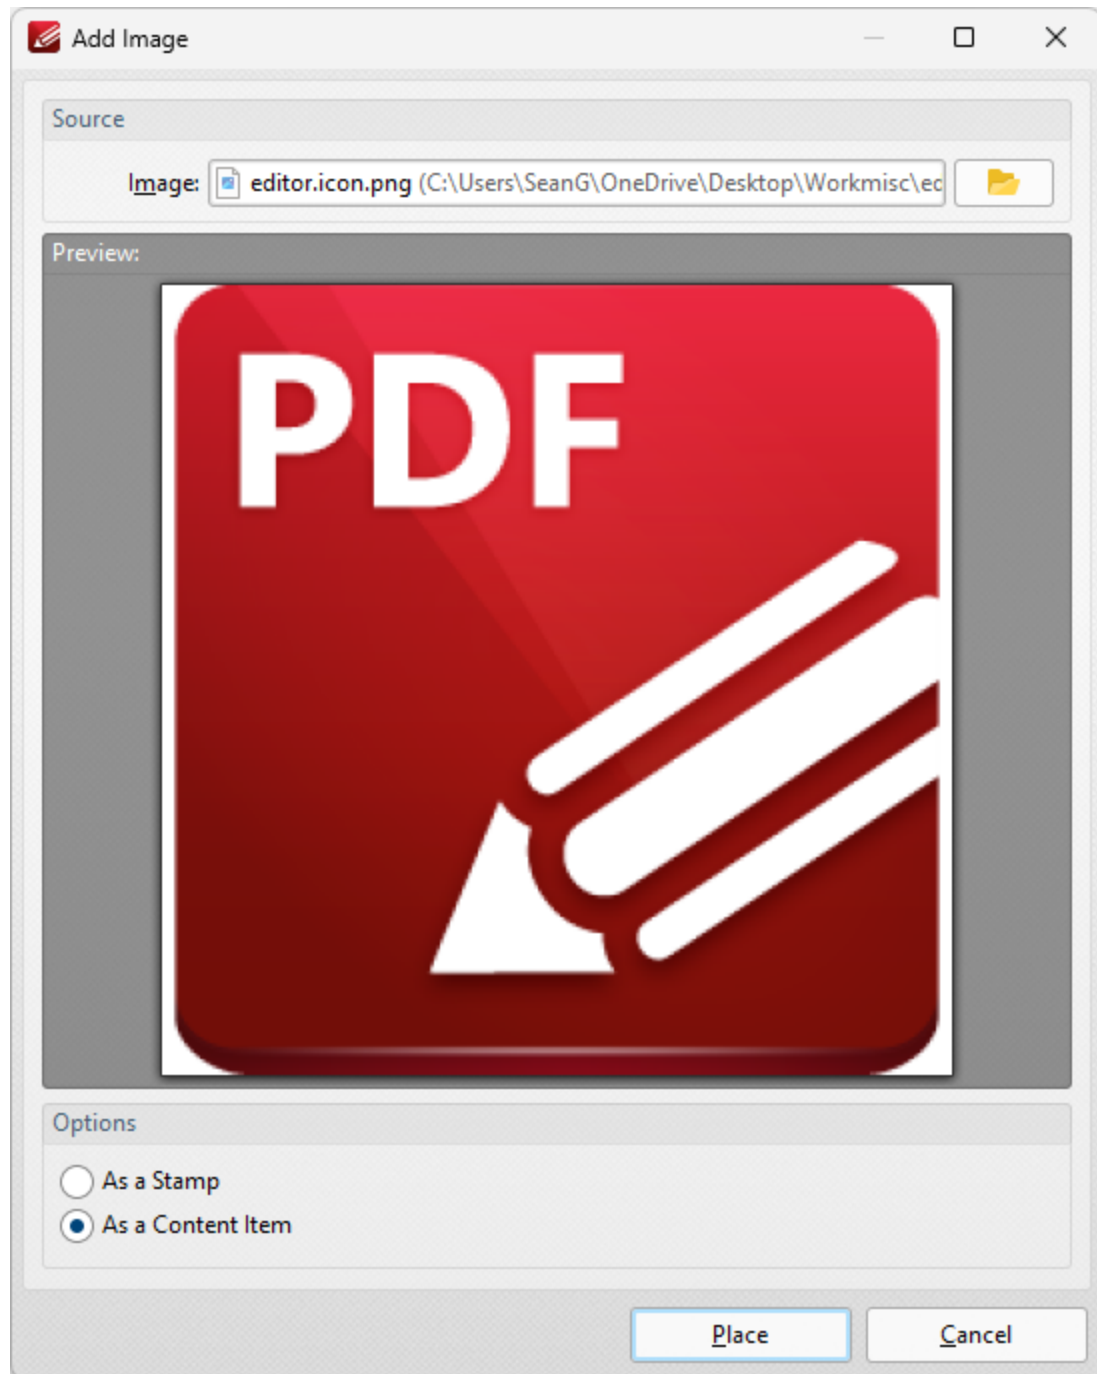 Add Image
Source
Image: editor.icon.png (C:\Users\SeanG\OneDrive\Desktop\Workmisc\ed
Preview:
PDF
Options
As a Stamp
As a Content Item
Place Cancel